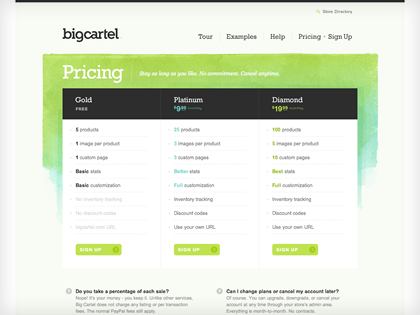 Store Directory
bigcartel
Tour
Examples
Help
Pricing + Sign Up
Pricing
Stay as long as you like. No commitment. Cancel anytime.
Gold
FREE
Platinum
$9.99
Diamond
$19.99
5 products
1 image per product
1 custom page
Basic stats
Basic customization
No inventory tracking
No discount codes
bigcartel.com URL
SIGN UP
25 products
3 images per product
3 custom pages
Better stats
Full customization
Inventory tracking
Discount codes
Use your own URL
SIGN UP
100 products
5 images per product
10 custom pages
Best stats
Full customization
Inventory tracking
Discount codes
Use your own URL
SIGN UP
Do you take a percentage of each sale?
Nope! It's your money - you keep it. Unlike other services,
Big Cartel does not charge any listing or per transaction
fees. The normal PayPal fees still apply.
Can I change plans or cancel my account later?
Of course. You can upgrade, downgrade, or cancel your
account at any time through your store's admin area.
Everything is month-to-month. No contracts.